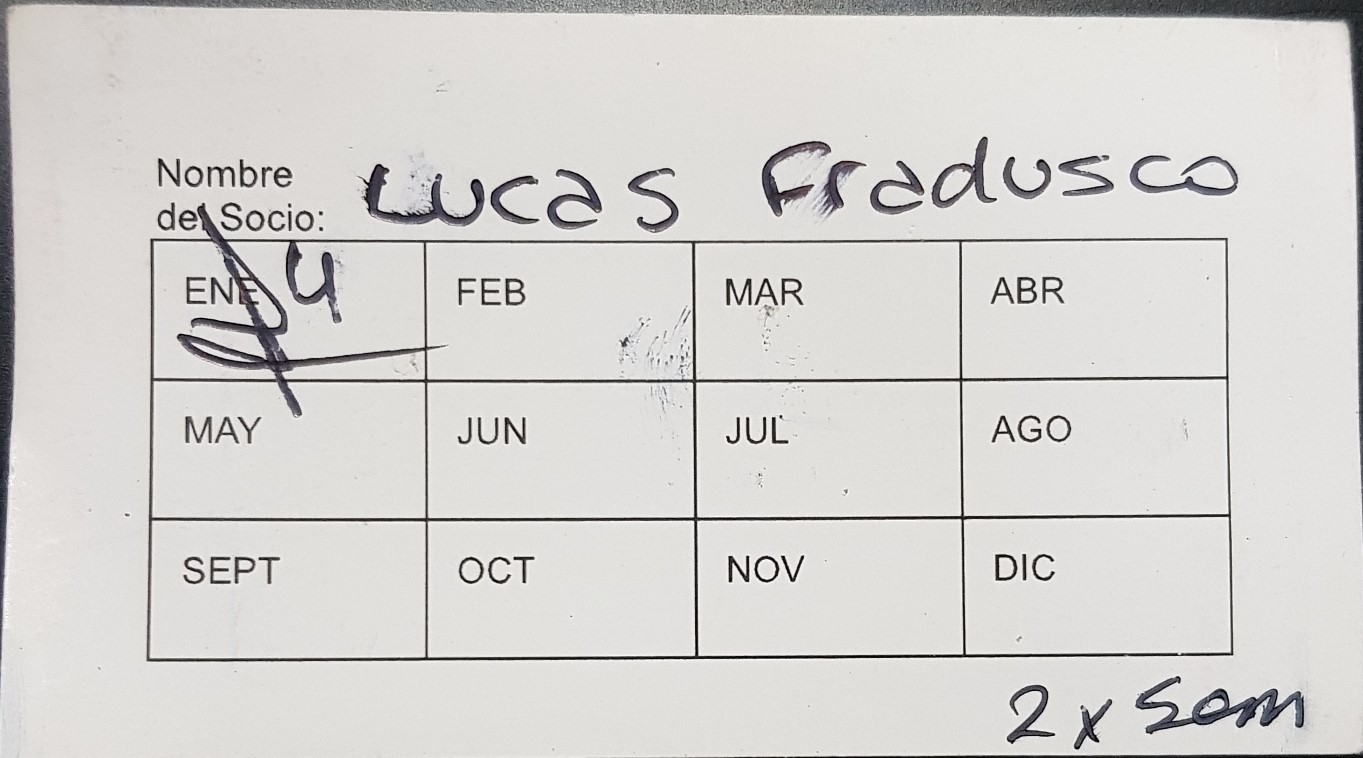 Nombre
del Socio: Lucas Fradusco
ENE 4 FEB MAR ABR
MAY JUN JUL AGO
SEPT OCT NOV DIC
2 x Sem